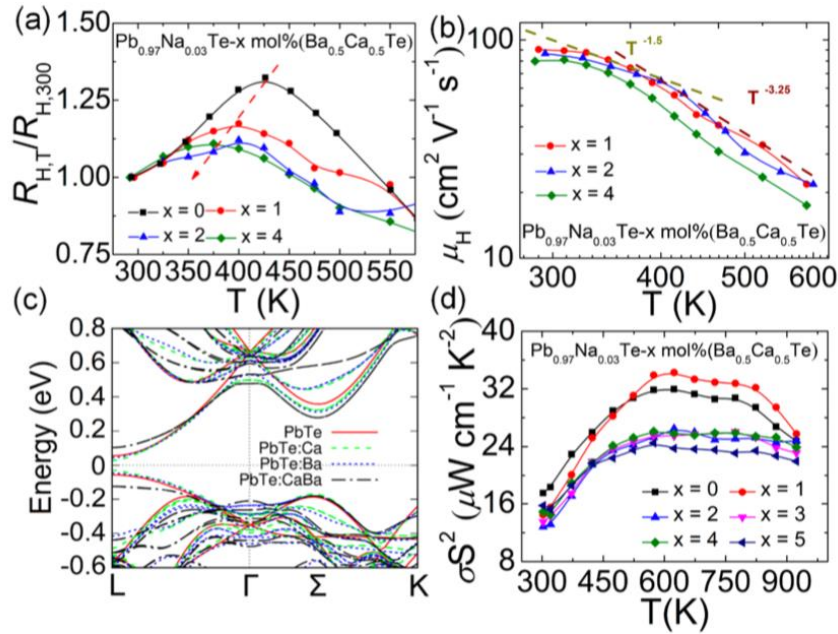 (a)
Pb0.97Na0.03Te-x mol%(Ba0.5Ca0.5Te)
1.50
1.25
1.00
0.75
RH,T/RH,300
x = 0 x = 1
x = 2 x = 4
300 350 400 450 500 550
T (K)
(b)
100
10
μH (cm2 V-1 s-1)
T -1.5
T -3.25
x = 1
x = 2
x = 4
Pb0.97Na0.03Te-x mol%(Ba0.5Ca0.5Te)
300 400 500 600
T (K)
(c)
0.8
0.6
0.4
0.2
0
-0.2
-0.4
-0.6
Energy (eV)
PbTe
PbTe:Ca
PbTe:Ba
PbTe:CaBa
L Γ Σ K
(d)
40
32
24
16
8
σS2 (μW cm-1 K-2)
Pb0.97Na0.03Te-x mol%(Ba0.5Ca0.5Te)
x = 0 x = 1
x = 2 x = 3
x = 4 x = 5
300 450 600 750 900
T(K)